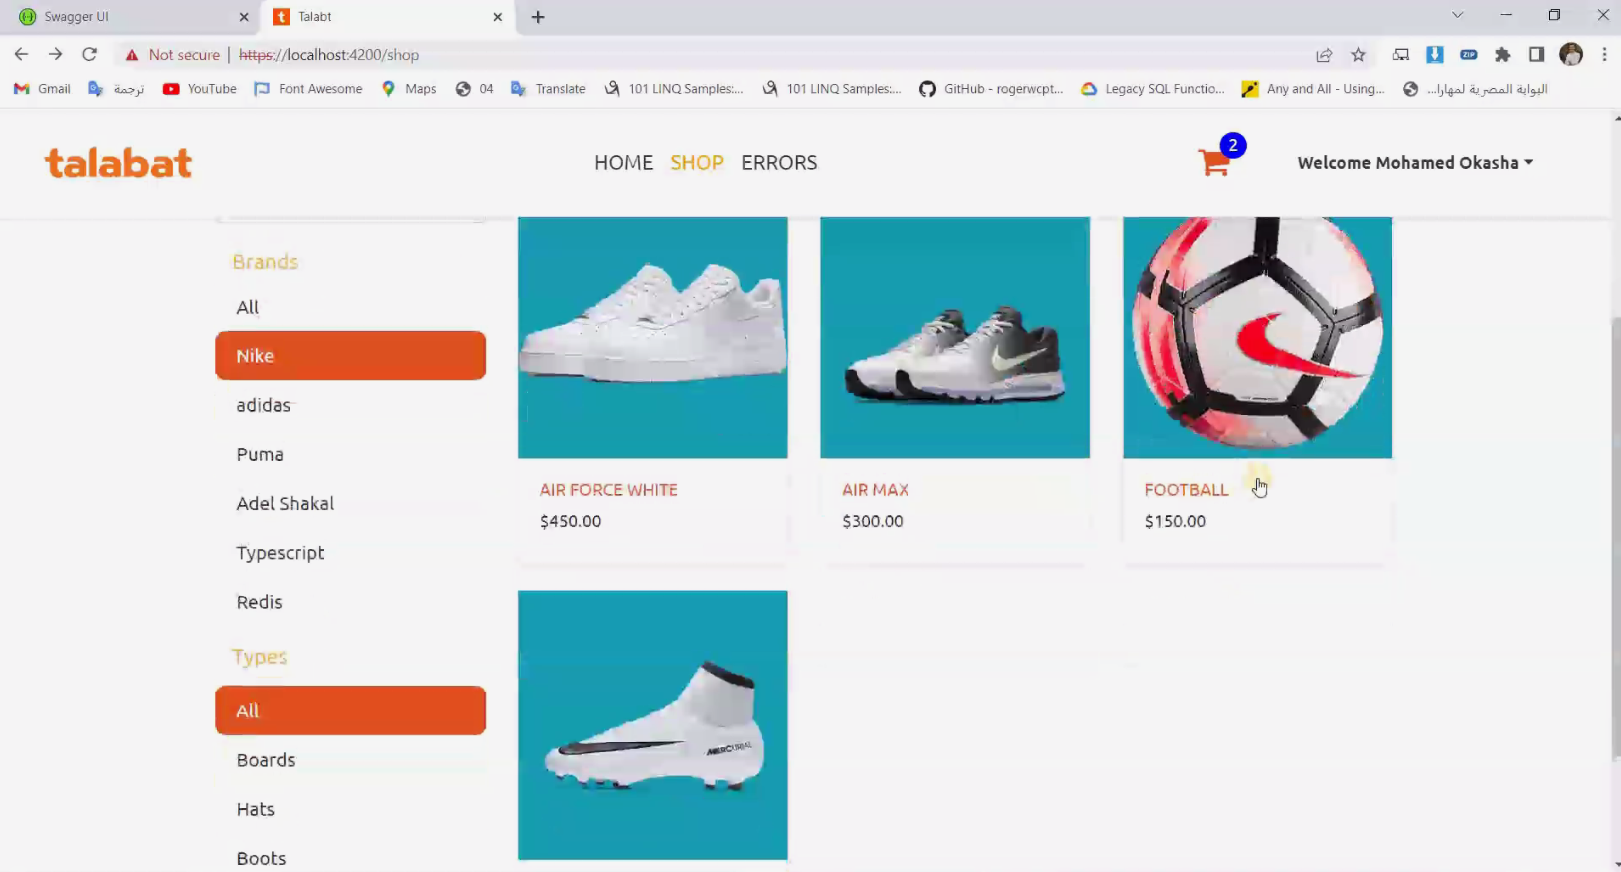 Swagger UI
Talabt
Not secure
https://localhost:4200/shop
Gmail
ترجمة
YouTube
Font Awesome
Maps
04
Translate
101 LINQ Samples:...
101 LINQ Samples:...
GitHub - rogerwcpt...
Legacy SQL Functio...
Any and All - Using...
البوابة المصرية لمهارا...
ZIP
talabat
HOME
SHOP
ERRORS
2
Welcome Mohamed Okasha
Brands
All
Nike
adidas
Puma
Adel Shakal
Typescript
Redis
Types
All
Boards
Hats
Boots
AIR FORCE WHITE
$450.00
AIR MAX
$300.00
FOOTBALL
$150.00
MERCURIAL